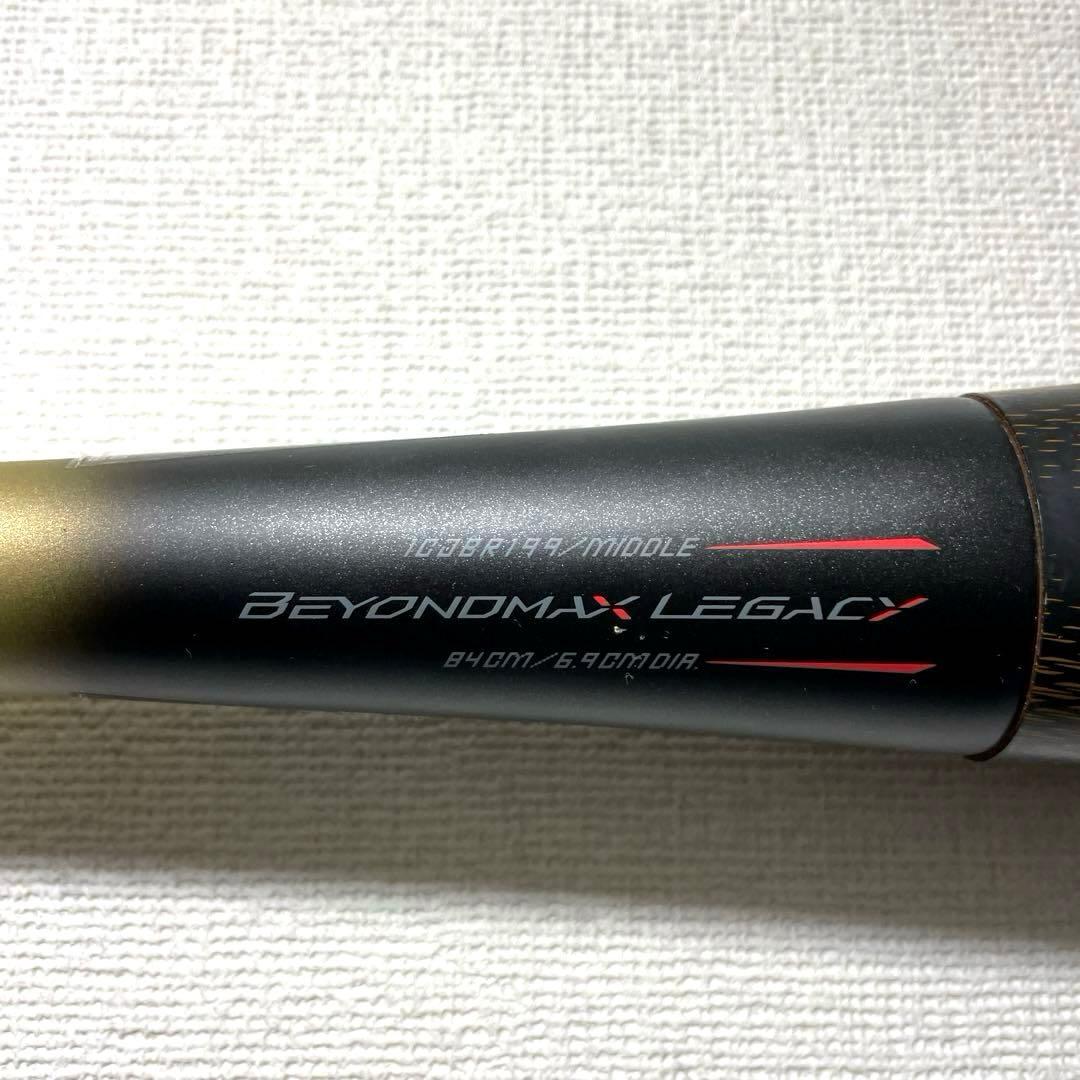 1CJBR199/MIDDLE
BEYONDMAX LEGACY
84CM/6.9CM DIA.